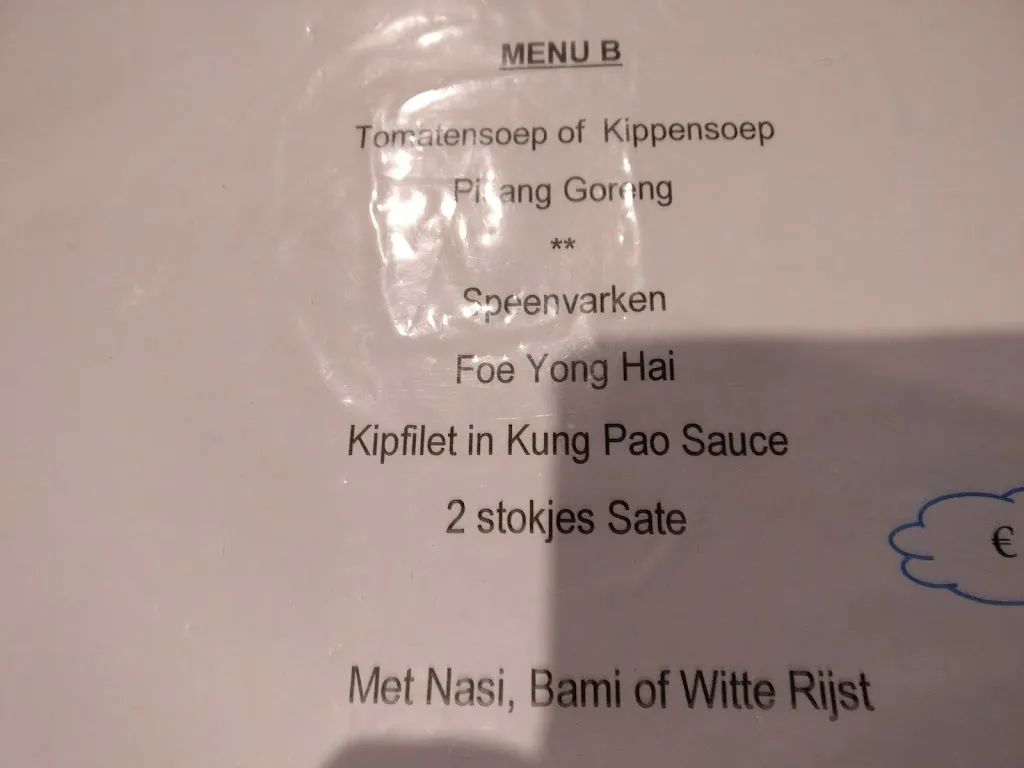 MENU B
Tomatensoep of Kippensoep
Pisang Goreng
**
Speenvarken
Foe Yong Hai
Kipfilet in Kung Pao Sauce
2 stokjes Sate
€
Met Nasi, Bami of Witte Rijst